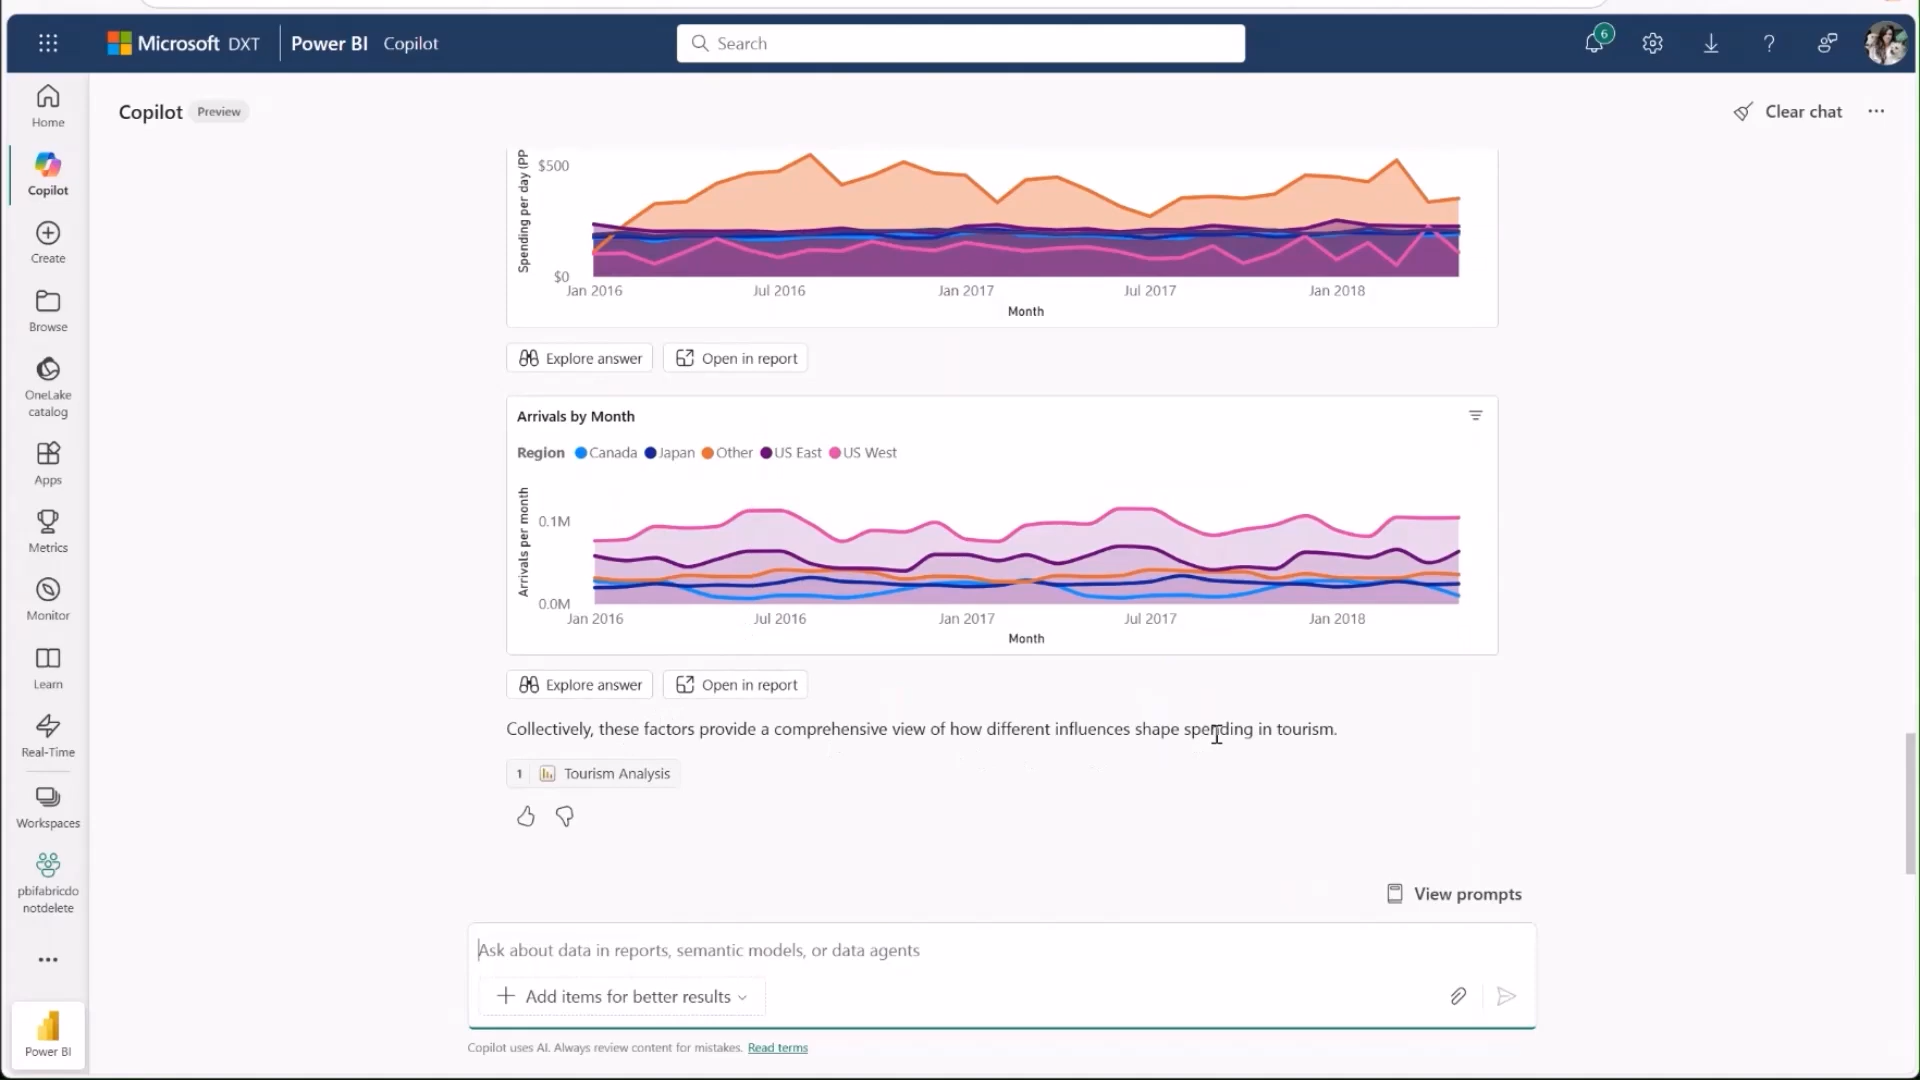 Microsoft DXT Power BI Copilot Search 6 ?
Copilot Preview Clear chat
Home
Copilot
Create
Browse
OneLake
catalog
Apps
Metrics
Monitor
Learn
Real-Time
Workspaces
pbifabricdo
notdelete
Power BI
Spending per day (PP
$500
$0
Jan 2016 Jul 2016 Jan 2017 Jul 2017 Jan 2018
Month
Explore answer Open in report
Arrivals by Month
Region Canada Japan Other US East US West
Arrivals per month
0.1M
0.0M
Jan 2016 Jul 2016 Jan 2017 Jul 2017 Jan 2018
Month
Explore answer Open in report
Collectively, these factors provide a comprehensive view of how different influences shape spending in tourism.
1 Tourism Analysis
View prompts
Ask about data in reports, semantic models, or data agents
Add items for better results
Copilot uses AI. Always review content for mistakes. Read terms